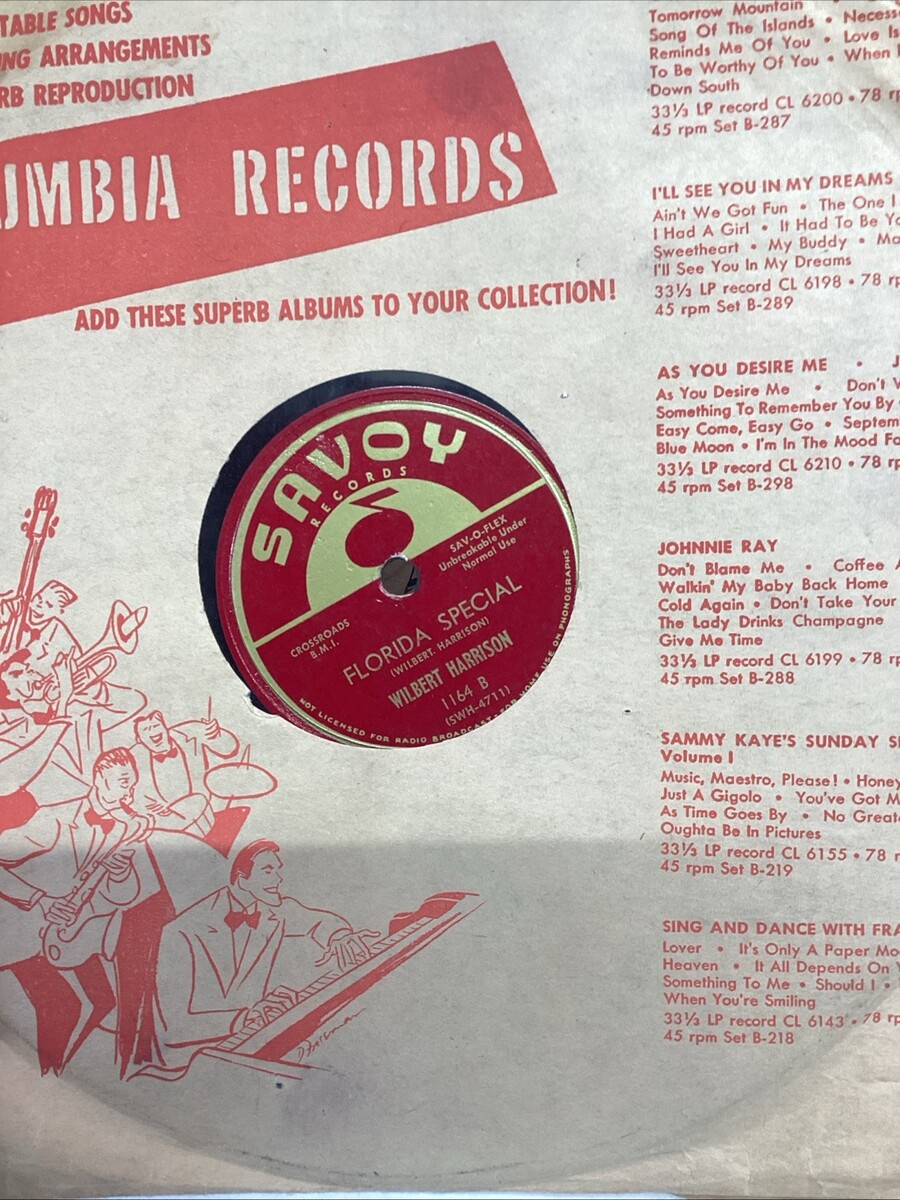 TABLE SONGS
ING ARRANGEMENTS
RB REPRODUCTION
UMBIA RECORDS
ADD THESE SUPERB ALBUMS TO YOUR COLLECTION!
SAVOY
RECORDS
SAV-O-FLEX
Unbreakable Under
Normal Use
CROSSROADS
B.M.I.
FLORIDA SPECIAL
(WILBERT HARRISON)
WILBERT HARRISON
1164 B
(SWH-4711)
NOT LICENSED FOR RADIO BROADCAST FOR HOME USE ON PHONOGRAPHS
Tomorrow Mountain
Song Of The Islands • Necess
Reminds Me Of You • Love Is
To Be Worthy Of You • When
Down South
33⅓ LP record CL 6200 • 78 rp
45 rpm Set B-287
I'LL SEE YOU IN MY DREAMS
Ain't We Got Fun • The One I
I Had A Girl • It Had To Be Yo
Sweetheart • My Buddy • Ma
I'll See You In My Dreams
33⅓ LP record CL 6198 • 78 rp
45 rpm Set B-289
AS YOU DESIRE ME • J
As You Desire Me • Don't
Something To Remember You By
Easy Come, Easy Go • Septem
Blue Moon • I'm In The Mood Fo
33⅓ LP record CL 6210 • 78 rp
45 rpm Set B-298
JOHNNIE RAY
Don't Blame Me • Coffee
Walkin' My Baby Back Home
Cold Again • Don't Take Your
The Lady Drinks Champagne
Give Me Time
33⅓ LP record CL 6199 • 78 rp
45 rpm Set B-288
SAMMY KAYE'S SUNDAY SE
Volume I
Music, Maestro, Please! • Honey
Just A Gigolo • You've Got M
As Time Goes By • No Great
Oughta Be In Pictures
33⅓ LP record CL 6155 • 78 r
45 rpm Set B-219
SING AND DANCE WITH FRA
Lover • It's Only A Paper Moo
Heaven • It All Depends On Y
Something To Me • Should I •
When You're Smiling
33⅓ LP record CL 6143 • 78 rp
45 rpm Set B-218